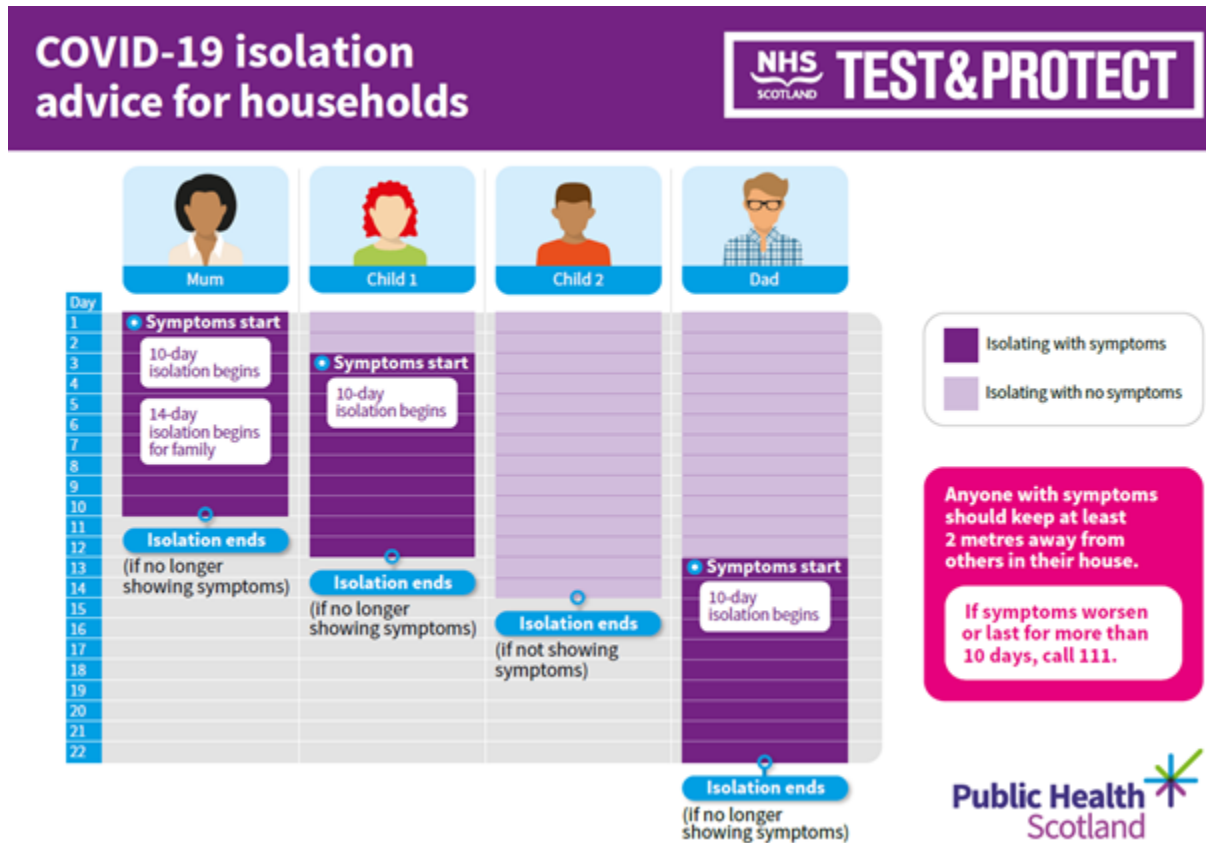 COVID-19 isolation
advice for households
NHS
SCOTLAND
TEST&PROTECT
Mum
Child 1
Child 2
Dad
Day
1
2
3
4
5
6
7
8
9
10
11
12
13
14
15
16
17
18
19
20
21
22
Symptoms start
10-day
isolation begins
14-day
isolation begins
for family
Isolation ends
(if no longer
showing symptoms)
Symptoms start
10-day
isolation begins
Isolation ends
(if no longer
showing symptoms)
Isolation ends
(if not showing
symptoms)
Symptoms start
10-day
isolation begins
Isolation ends
(if no longer
showing symptoms)
Isolating with symptoms
Isolating with no symptoms
Anyone with symptoms
should keep at least
2 metres away from
others in their house.
If symptoms worsen
or last for more than
10 days, call 111.
Public Health
Scotland